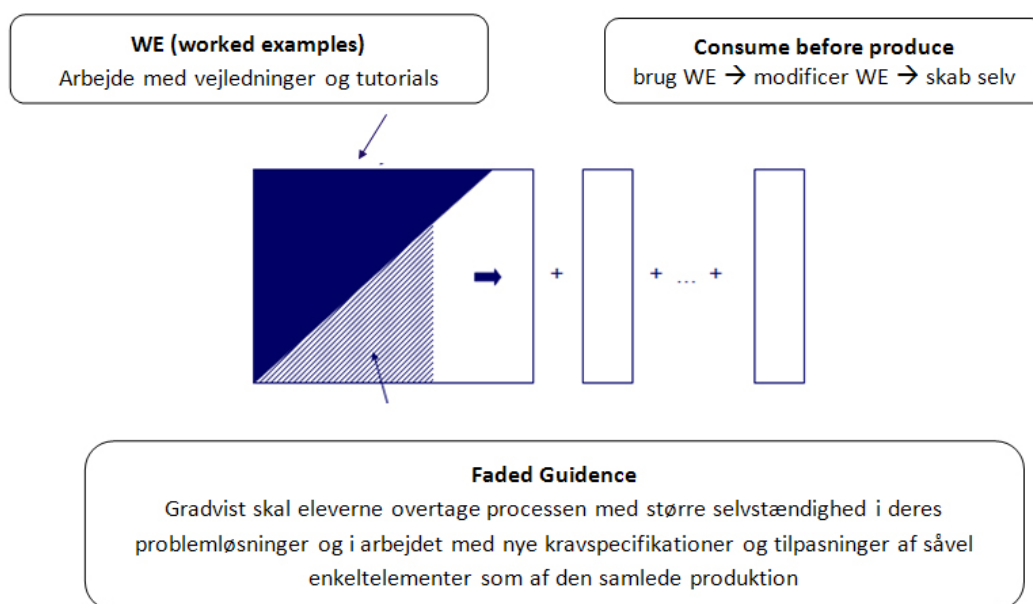 WE (worked examples)
Arbejde med vejledninger og tutorials
Consume before produce
brug WE → modificer WE → skab selv
+ + ... +
Faded Guidence
Gradvist skal eleverne overtage processen med større selvstændighed i deres
problemløsninger og i arbejdet med nye kravspecifikationer og tilpasninger af såvel
enkeltelementer som af den samlede produktion